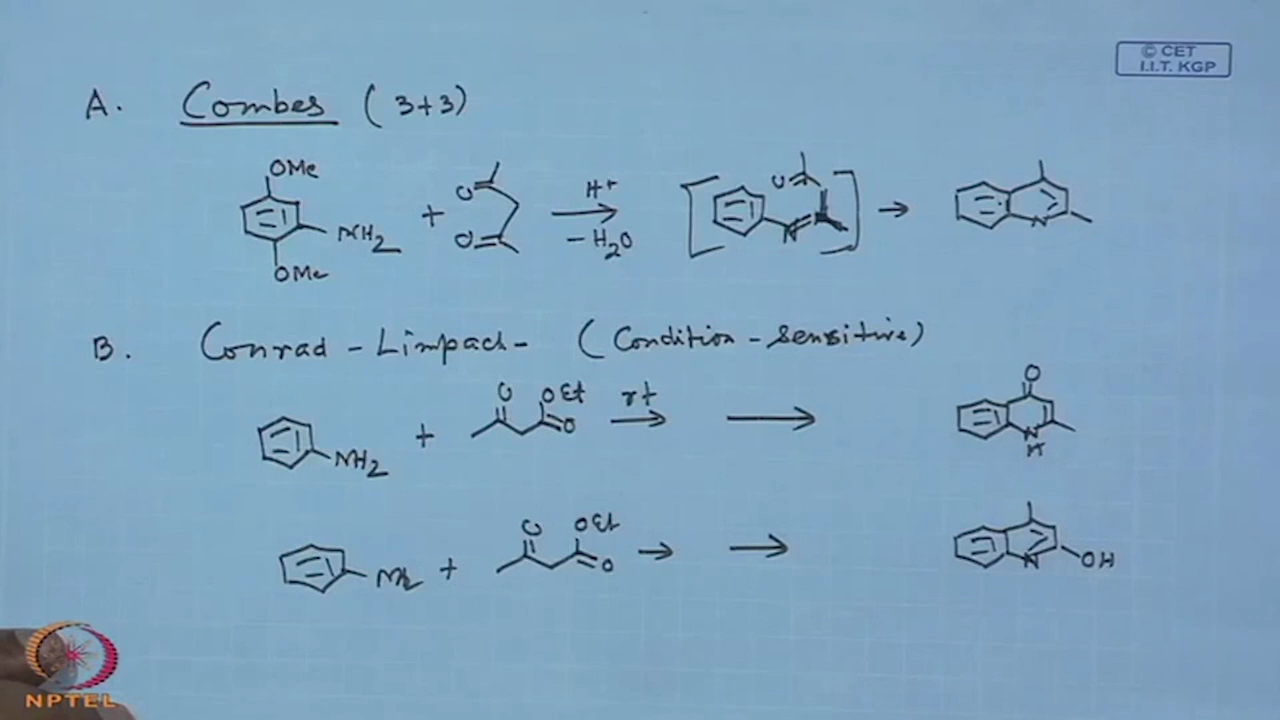 © CET
I.I.T. KGP
A. Combes (3+3)
OMe
NH2
OMe
+
O
O
H+
- H2O
O
N
N
B. Conrad-Limpach- (Condition-sensitive)
NH2
+
O OEt
O
rt
O
N
H
+
O OEt
O
N
OH
NPTEL